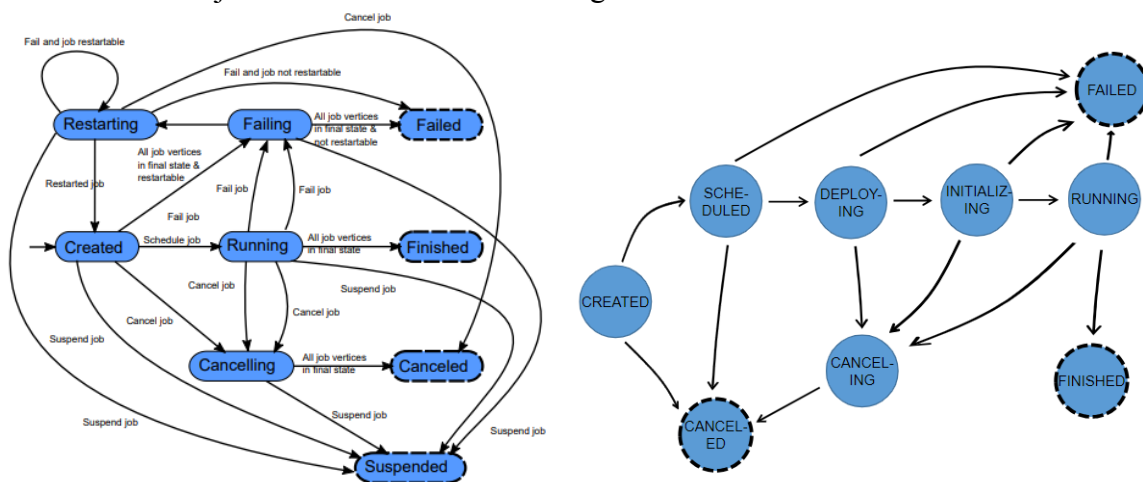 Cancel job
Fail and job restartable
Fail and job not restartable
Restarting
Failing
All job vertices
in final state &
not restartable
Failed
All job vertices
in final state &
restartable
Restarted job
Fail job
Fail job
Fail job
Created
Schedule job
Running
All job vertices
in final state
Finished
Cancel job
Suspend job
Cancel job
Cancel job
Suspend job
Cancelling
All job vertices
in final state
Canceled
Suspend job
Suspend job
Suspend job
Suspended
FAILED
SCHE-
DULED
DEPLOY-
ING
INITIALIZ-
ING
RUNNING
CREATED
CANCEL-
ING
FINISHED
CANCEL-
ED